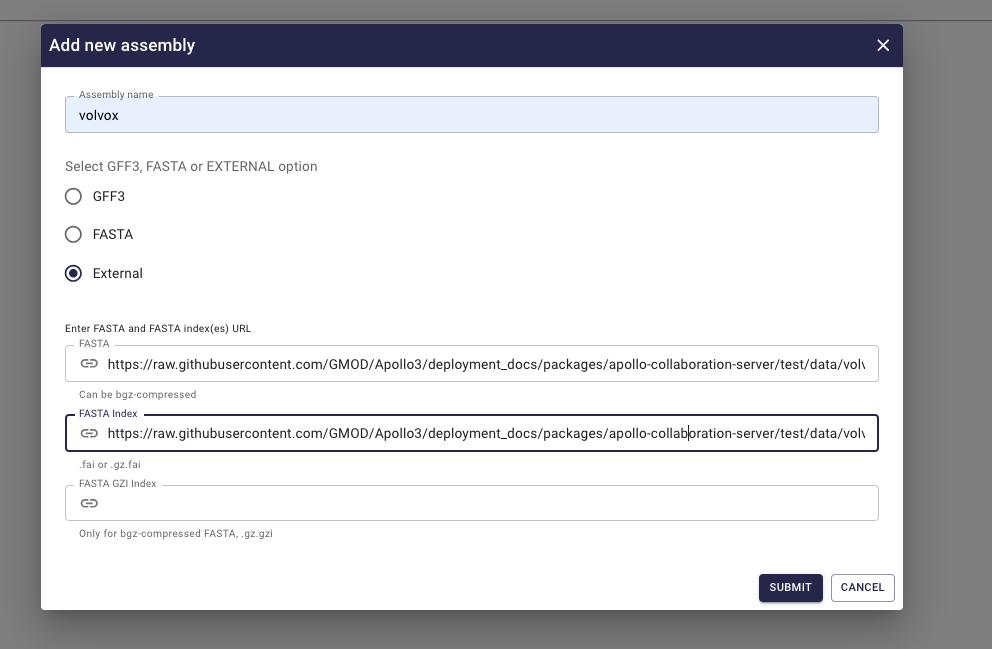 Add new assembly
Assembly name
volvox
Select GFF3, FASTA or EXTERNAL option
GFF3
FASTA
External
Enter FASTA and FASTA index(es) URL
FASTA
https://raw.githubusercontent.com/GMOD/Apollo3/deployment_docs/packages/apollo-collaboration-server/test/data/volv
Can be bgz-compressed
FASTA Index
https://raw.githubusercontent.com/GMOD/Apollo3/deployment_docs/packages/apollo-collaboration-server/test/data/volv
.fai or .gz.fai
FASTA GZI Index
Only for bgz-compressed FASTA, .gz.gzi
SUBMIT CANCEL